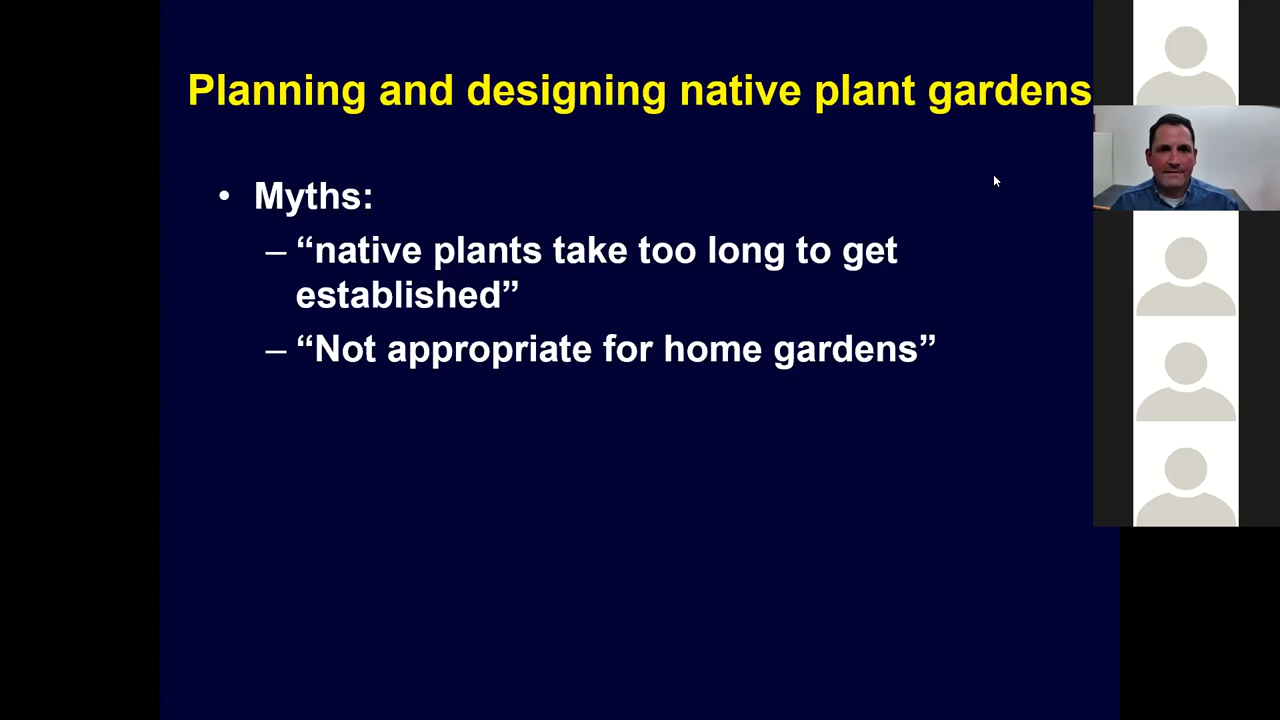 Planning and designing native plant gardens
• Myths:
– “native plants take too long to get
established”
– “Not appropriate for home gardens”